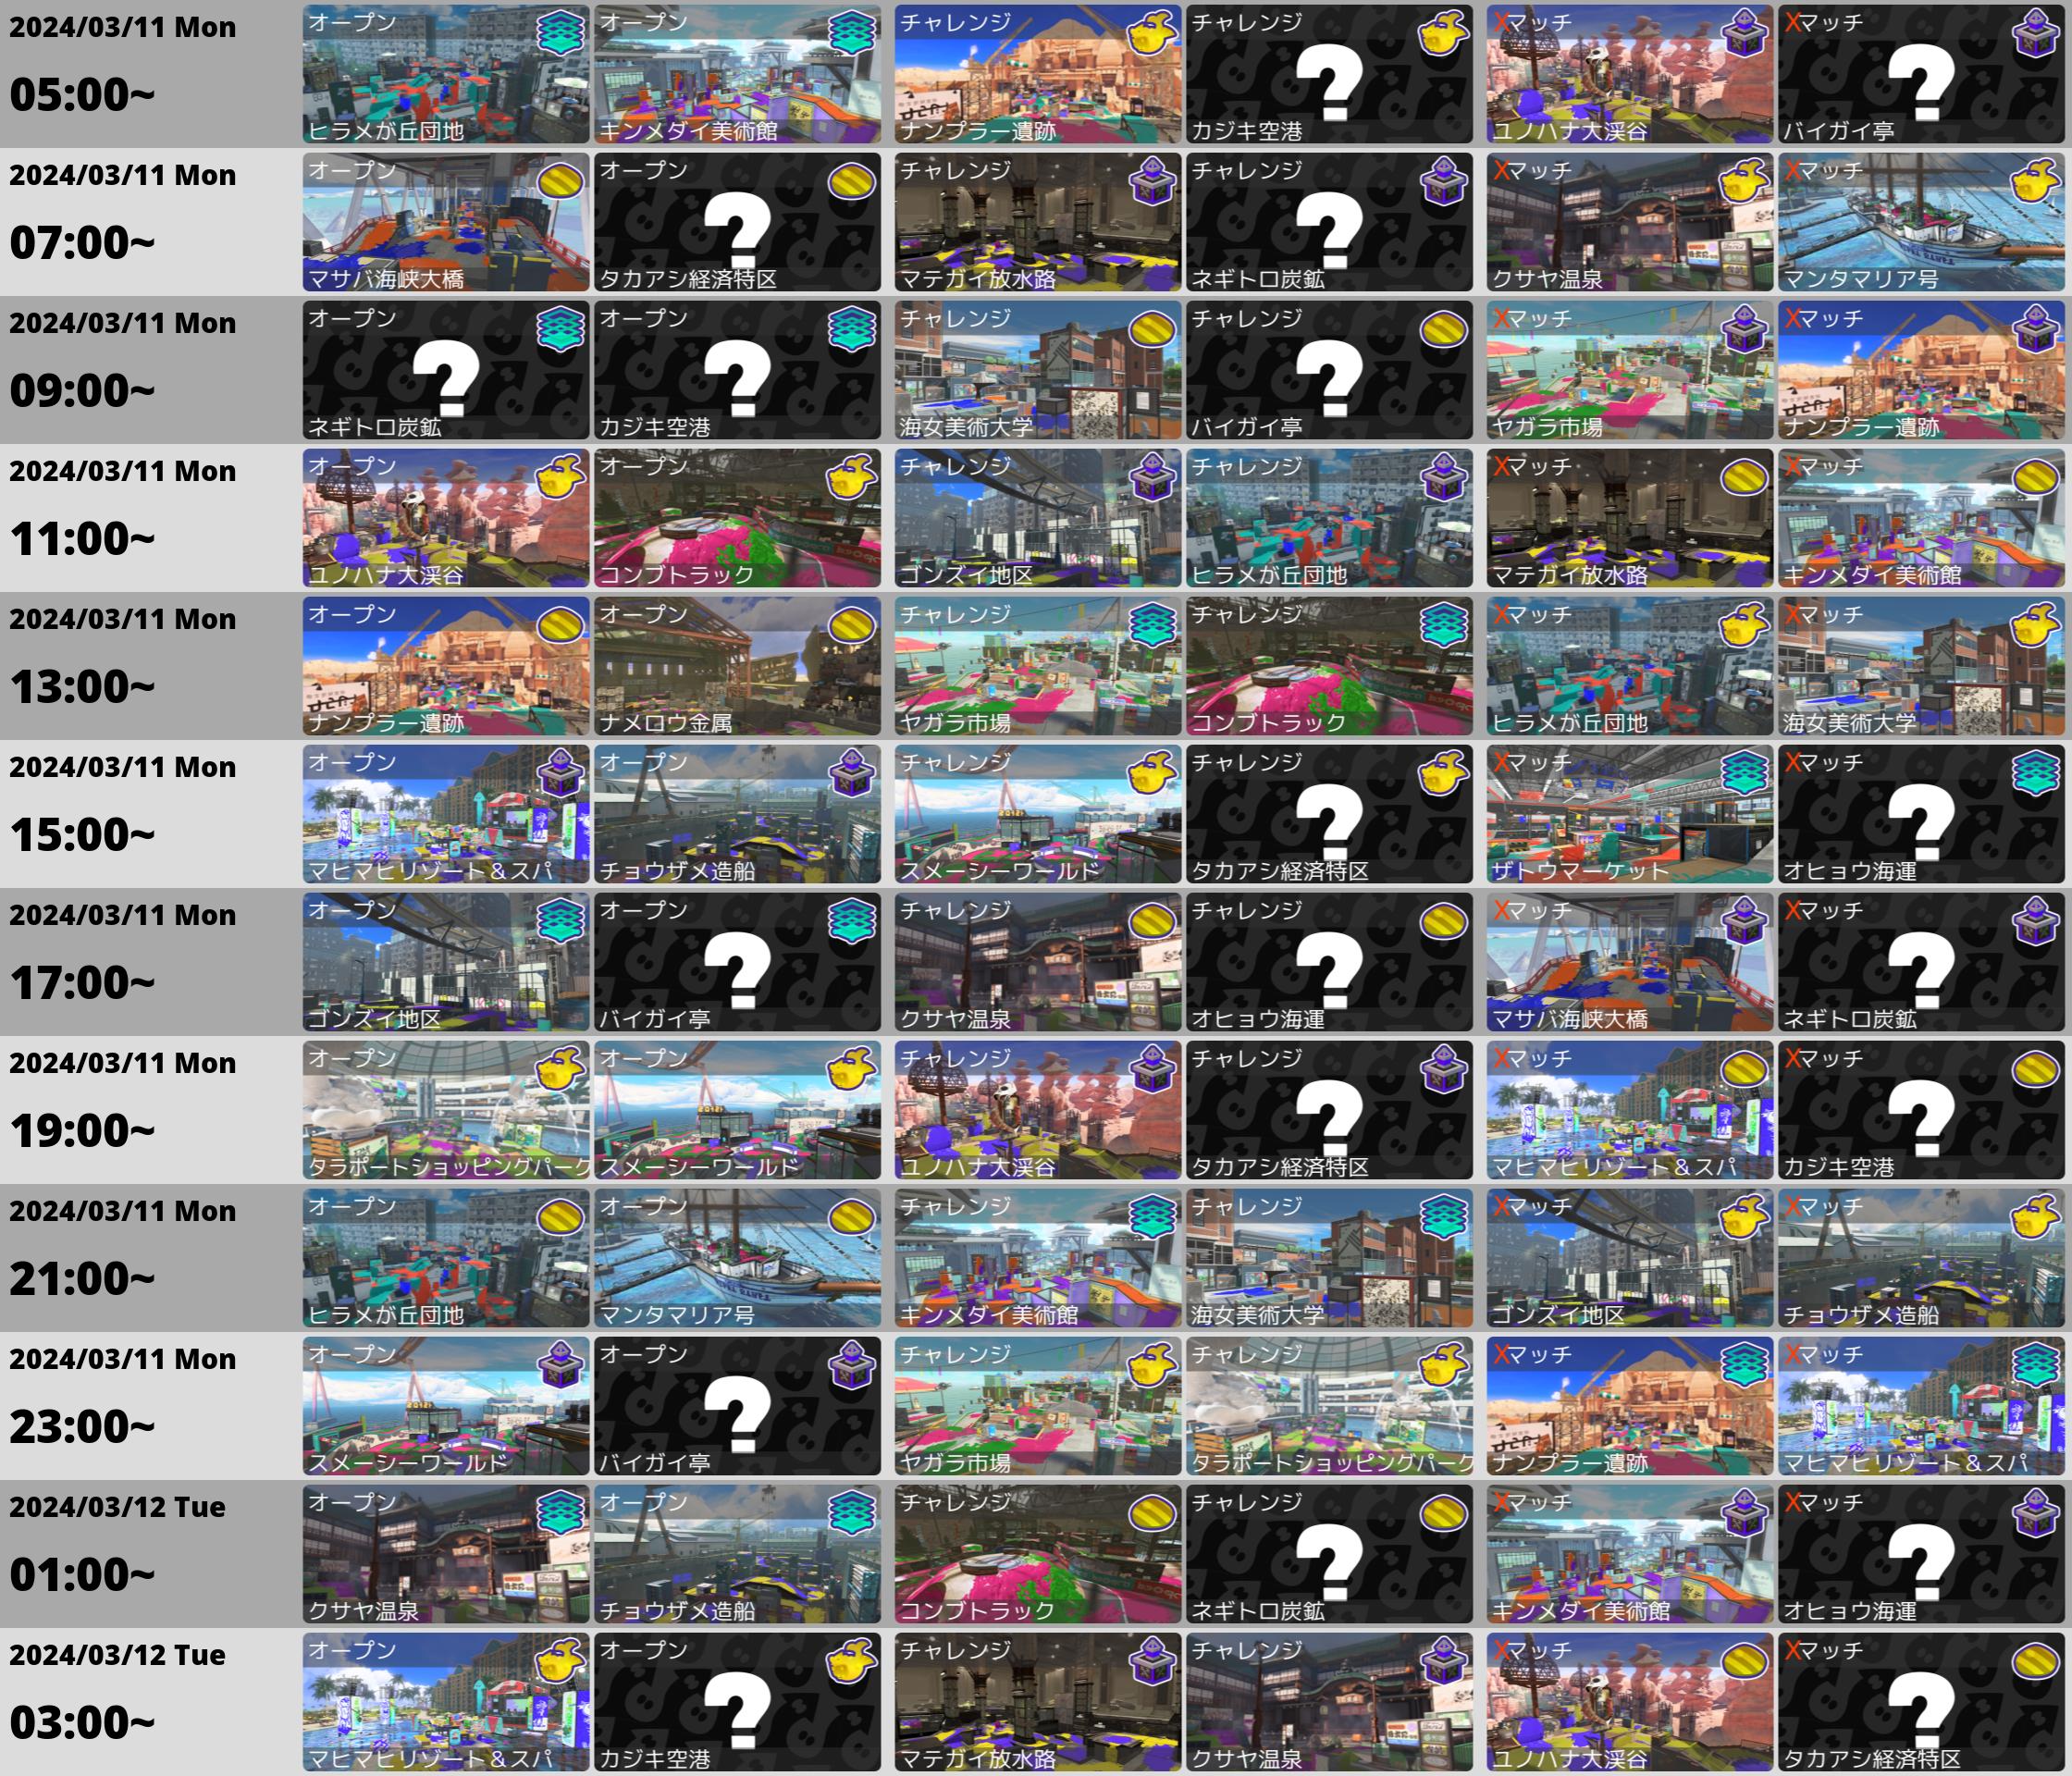 2024/03/11 Mon
05:00~
オープン
ヒラメが丘団地
オープン
キンメダイ美術館
チャレンジ
ナンプラー遺跡
チャレンジ
カジキ空港
Xマッチ
ユノハナ大渓谷
Xマッチ
バイガイ亭
2024/03/11 Mon
07:00~
オープン
マサバ海峡大橋
オープン
タカアシ経済特区
チャレンジ
マテガイ放水路
チャレンジ
ネギトロ炭鉱
Xマッチ
クサヤ温泉
Xマッチ
マンタマリア号
2024/03/11 Mon
09:00~
オープン
ネギトロ炭鉱
オープン
カジキ空港
チャレンジ
海女美術大学
チャレンジ
バイガイ亭
Xマッチ
ヤガラ市場
Xマッチ
ナンプラー遺跡
2024/03/11 Mon
11:00~
オープン
ユノハナ大渓谷
オープン
コンブトラック
チャレンジ
ゴンズイ地区
チャレンジ
ヒラメが丘団地
Xマッチ
マテガイ放水路
Xマッチ
キンメダイ美術館
2024/03/11 Mon
13:00~
オープン
ナンプラー遺跡
オープン
ナメロウ金属
チャレンジ
ヤガラ市場
チャレンジ
コンブトラック
Xマッチ
ヒラメが丘団地
Xマッチ
海女美術大学
2024/03/11 Mon
15:00~
オープン
マヒマヒリゾート＆スパ
オープン
チョウザメ造船
チャレンジ
スメーシーワールド
チャレンジ
タカアシ経済特区
Xマッチ
ザトウマーケット
Xマッチ
オヒョウ海運
2024/03/11 Mon
17:00~
オープン
ゴンズイ地区
オープン
バイガイ亭
チャレンジ
クサヤ温泉
チャレンジ
オヒョウ海運
Xマッチ
マサバ海峡大橋
Xマッチ
ネギトロ炭鉱
2024/03/11 Mon
19:00~
オープン
タラポートショッピングパーク
オープン
スメーシーワールド
チャレンジ
ユノハナ大渓谷
チャレンジ
タカアシ経済特区
Xマッチ
マヒマヒリゾート＆スパ
Xマッチ
カジキ空港
2024/03/11 Mon
21:00~
オープン
ヒラメが丘団地
オープン
マンタマリア号
チャレンジ
キンメダイ美術館
チャレンジ
海女美術大学
Xマッチ
ゴンズイ地区
Xマッチ
チョウザメ造船
2024/03/11 Mon
23:00~
オープン
スメーシーワールド
オープン
バイガイ亭
チャレンジ
ヤガラ市場
チャレンジ
タラポートショッピングパーク
Xマッチ
ナンプラー遺跡
Xマッチ
マヒマヒリゾート＆スパ
2024/03/12 Tue
01:00~
オープン
クサヤ温泉
オープン
チョウザメ造船
チャレンジ
コンブトラック
チャレンジ
ネギトロ炭鉱
Xマッチ
キンメダイ美術館
Xマッチ
オヒョウ海運
2024/03/12 Tue
03:00~
オープン
マヒマヒリゾート＆スパ
オープン
カジキ空港
チャレンジ
マテガイ放水路
チャレンジ
クサヤ温泉
Xマッチ
ユノハナ大渓谷
Xマッチ
タカアシ経済特区